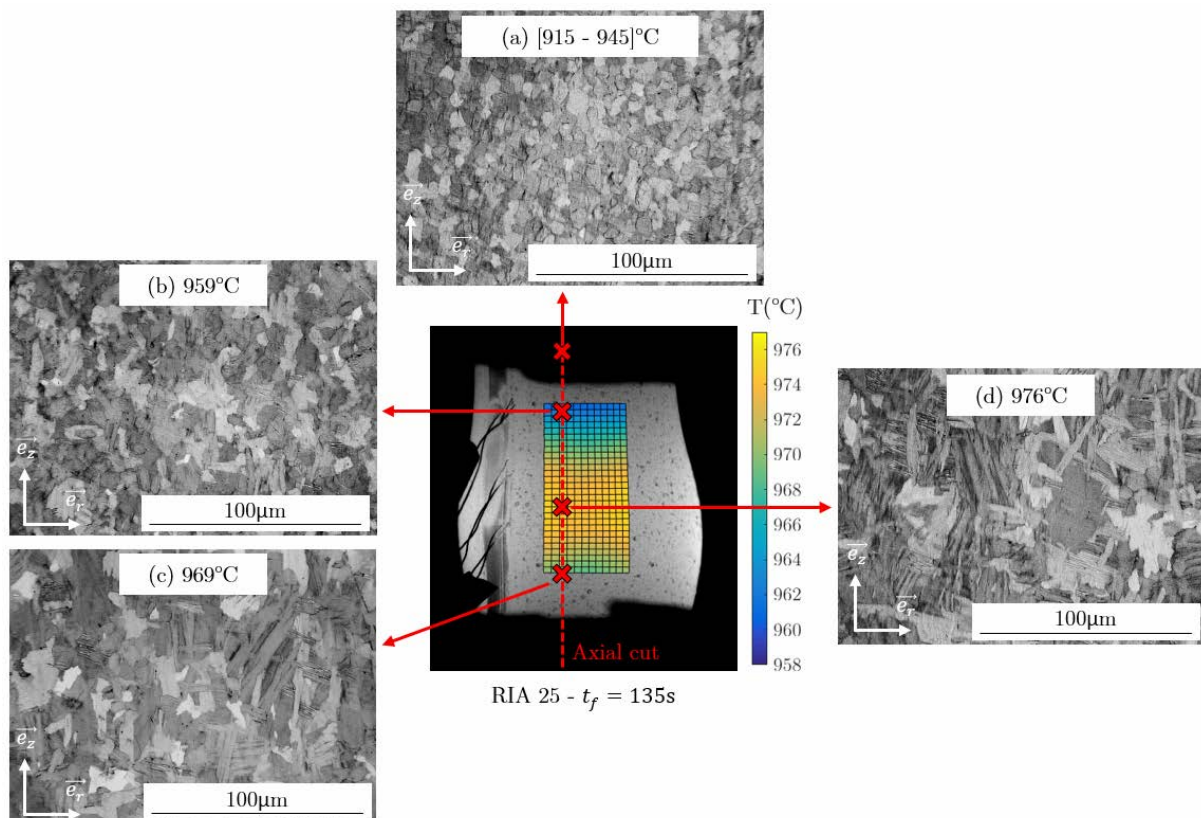 (a) [915 - 945]°C
e_z
e_r
100μm
(b) 959°C
e_z
e_r
100μm
T(°C)
976
974
972
970
968
966
964
962
960
958
(d) 976°C
e_z
e_r
100μm
(c) 969°C
e_z
e_r
100μm
Axial cut
RIA 25 - t_f = 135s